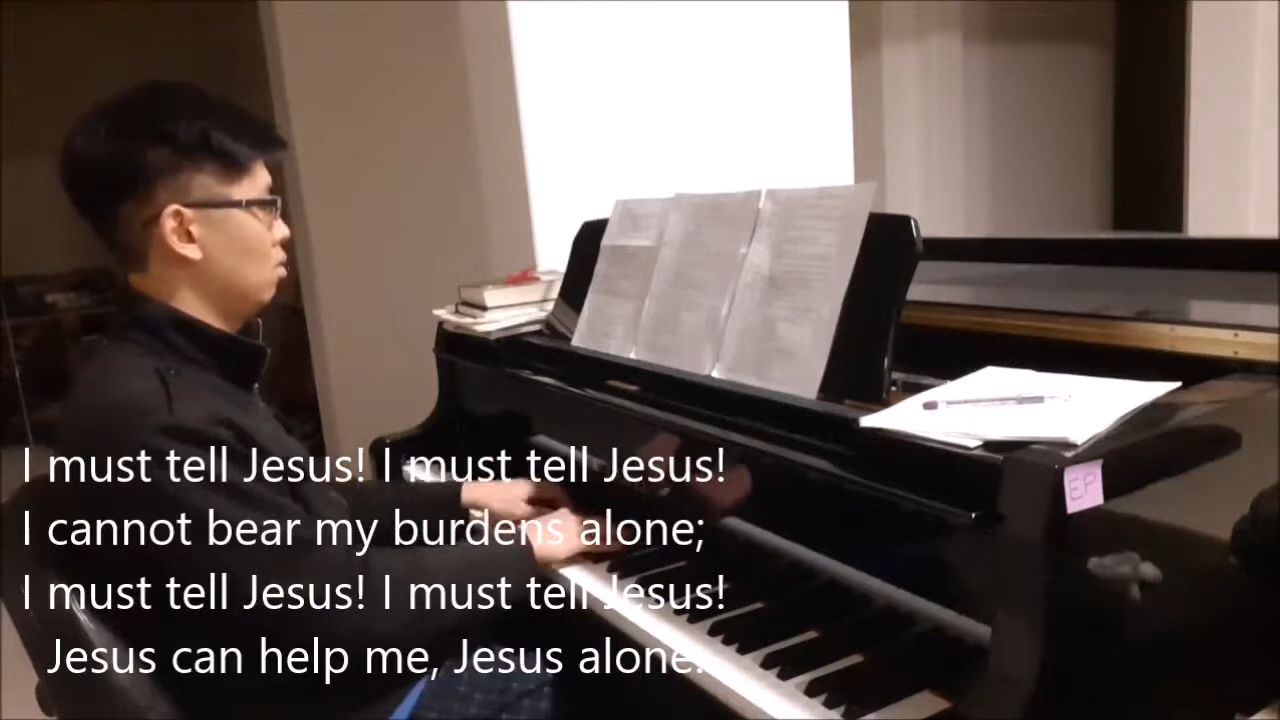 I must tell Jesus! I must tell Jesus!
I cannot bear my burdens alone;
I must tell Jesus! I must tell Jesus!
Jesus can help me, Jesus alone.
EP